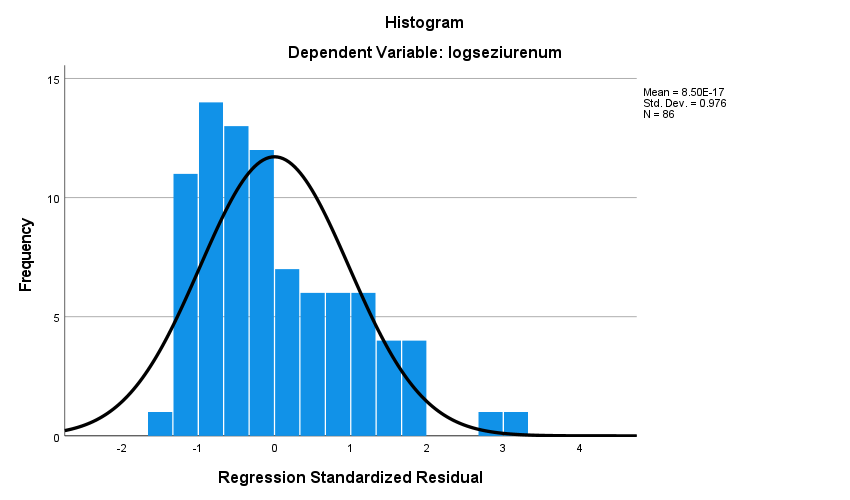 Histogram
Dependent Variable: logseziurenum
Mean = 8.50E-17
Std. Dev. = 0.976
N = 86
Frequency
15
10
5
0
-2 -1 0 1 2 3 4
Regression Standardized Residual